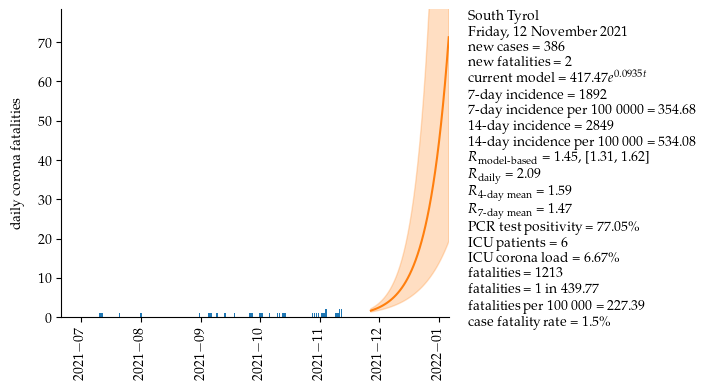 South Tyrol
Friday, 12 November 2021
new cases = 386
new fatalities = 2
current model = 417.47e^0.0935t
7-day incidence = 1892
7-day incidence per 100 0000 = 354.68
14-day incidence = 2849
14-day incidence per 100 000 = 534.08
R_model-based = 1.45, [1.31, 1.62]
R_daily = 2.09
R_4-day mean = 1.59
R_7-day mean = 1.47
PCR test positivity = 77.05%
ICU patients = 6
ICU corona load = 6.67%
fatalities = 1213
fatalities = 1 in 439.77
fatalities per 100 000 = 227.39
case fatality rate = 1.5%
daily corona fatalities
70
60
50
40
30
20
10
0
2021−07
2021−08
2021−09
2021−10
2021−11
2021−12
2022−01